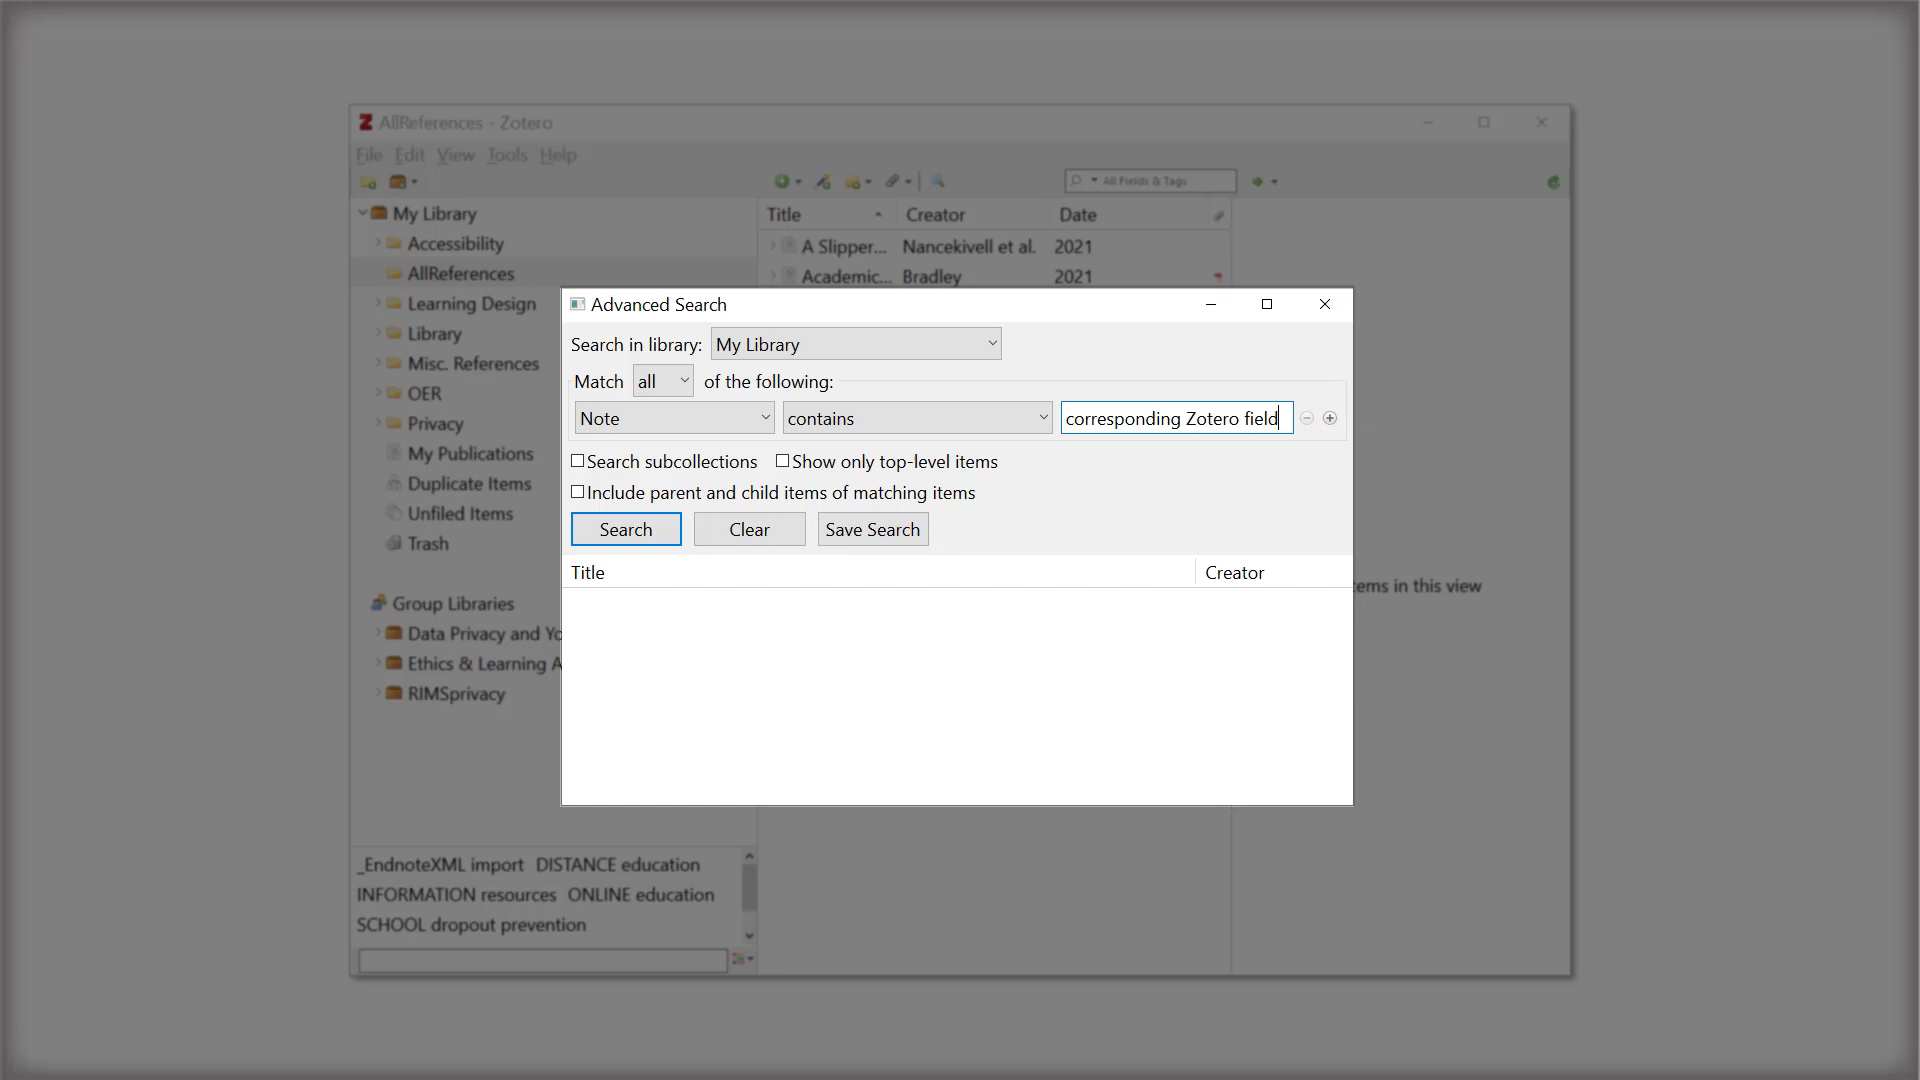 AllReferences - Zotero
File Edit View Tools Help
All Fields & Tags
My Library
Accessibility
AllReferences
Learning Design
Library
Misc. References
OER
Privacy
My Publications
Duplicate Items
Unfiled Items
Trash
Group Libraries
Data Privacy and Yo
Ethics & Learning A
RIMSprivacy
_EndnoteXML import DISTANCE education
INFORMATION resources ONLINE education
SCHOOL dropout prevention
Title Creator Date
A Slipper... Nancekivell et al. 2021
Academic... Bradley 2021
tems in this view
Advanced Search
Search in library: My Library
Match all of the following:
Note contains corresponding Zotero field
Search subcollections Show only top-level items
Include parent and child items of matching items
Search Clear Save Search
Title Creator